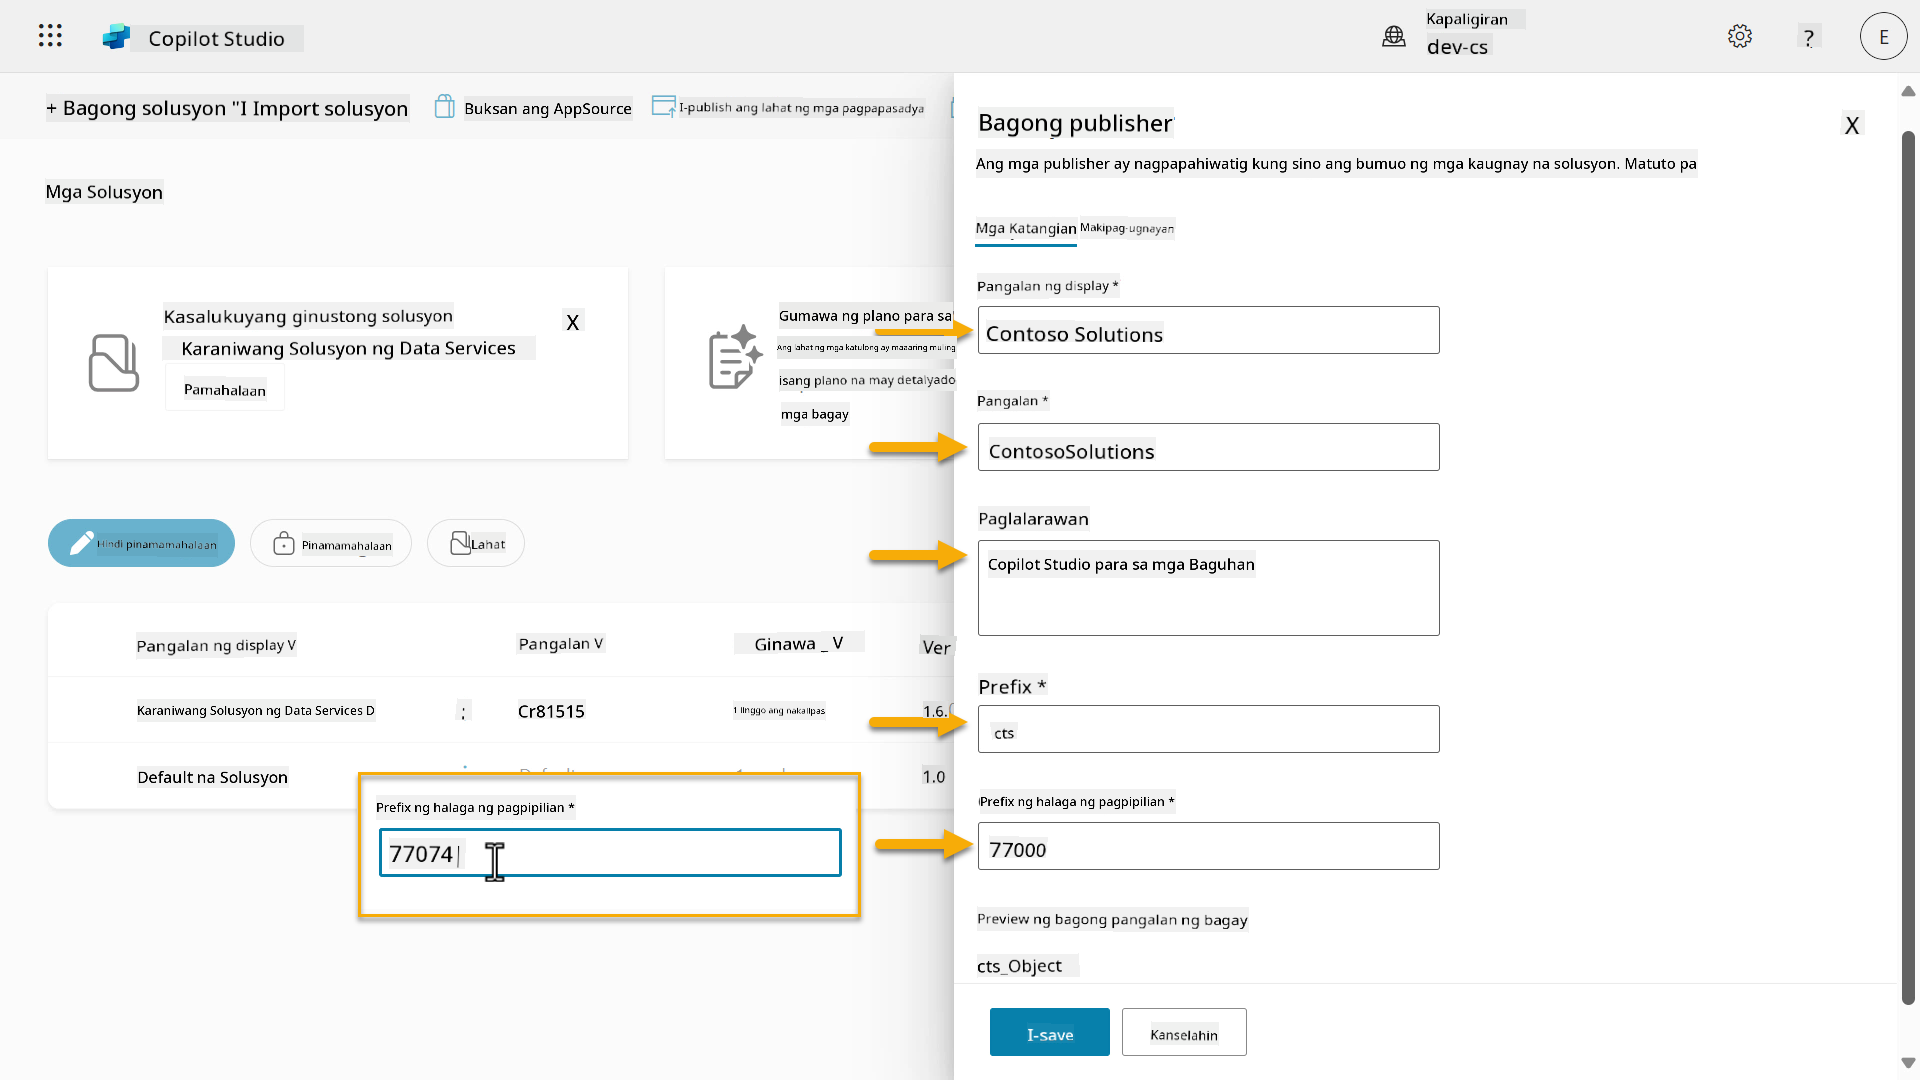 Copilot Studio
Kapaligiran
dev-cs
?
E
+ Bagong solusyon "I Import solusyon
Buksan ang AppSource
I-publish ang lahat ng mga pagpapasadya
Mga Solusyon
Kasalukuyang ginustong solusyon
X
Karaniwang Solusyon ng Data Services
Pamahalaan
Gumawa ng plano para sa
Ang lahat ng mga katulong ay maaaring muling
isang plano na may detalyado
mga bagay
Hindi pinamamahalaan
Pinamamahalaan
Lahat
Pangalan ng display V
Pangalan V
Ginawa _ V
Ver
Karaniwang Solusyon ng Data Services D
;
Cr81515
1 linggo ang nakalipas
1.6.
Default na Solusyon
1.0
Prefix ng halaga ng pagpipilian *
77074
Bagong publisher
X
Ang mga publisher ay nagpapahiwatig kung sino ang bumuo ng mga kaugnay na solusyon. Matuto pa
Mga Katangian
Makipag-ugnayan
Pangalan ng display *
Contoso Solutions
Pangalan *
ContosoSolutions
Paglalarawan
Copilot Studio para sa mga Baguhan
Prefix *
cts
Prefix ng halaga ng pagpipilian *
77000
Preview ng bagong pangalan ng bagay
cts_Object
I-save
Kanselahin